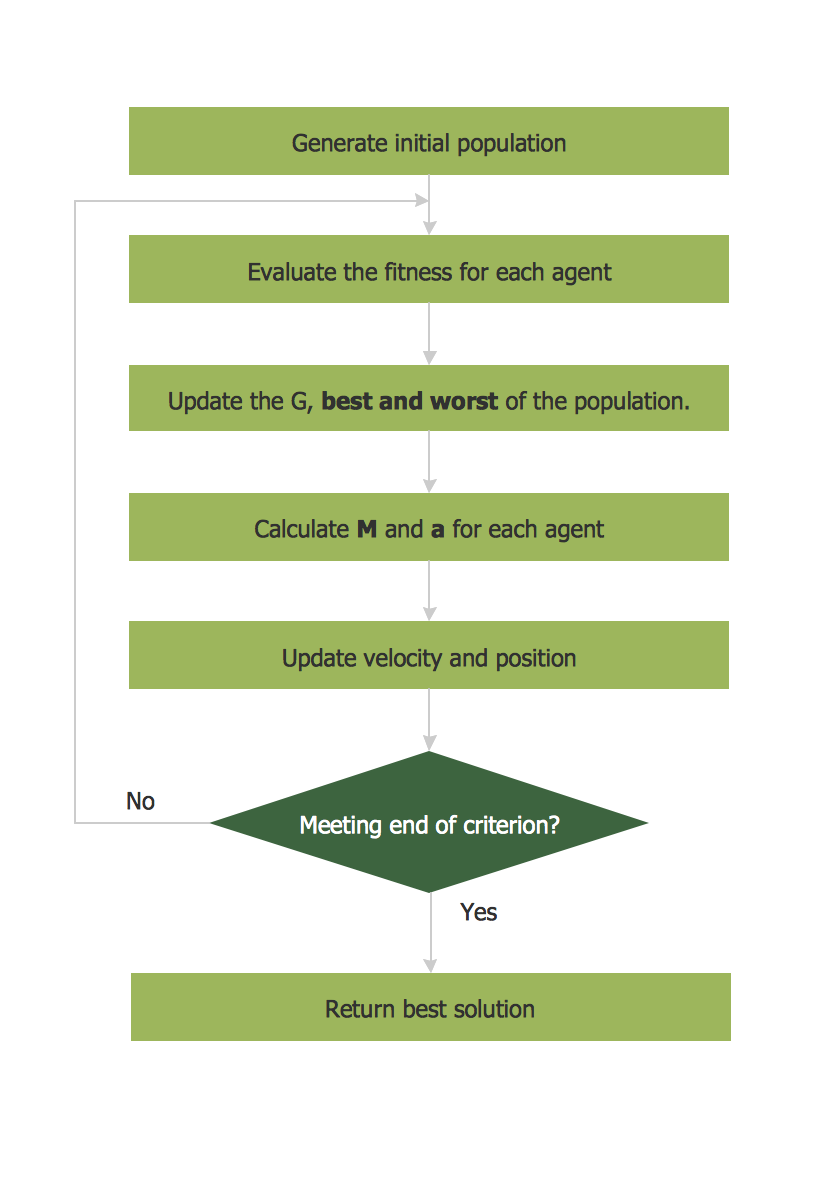 Generate initial population
Evaluate the fitness for each agent
Update the G, best and worst of the population.
Calculate M and a for each agent
Update velocity and position
No
Meeting end of criterion?
Yes
Return best solution